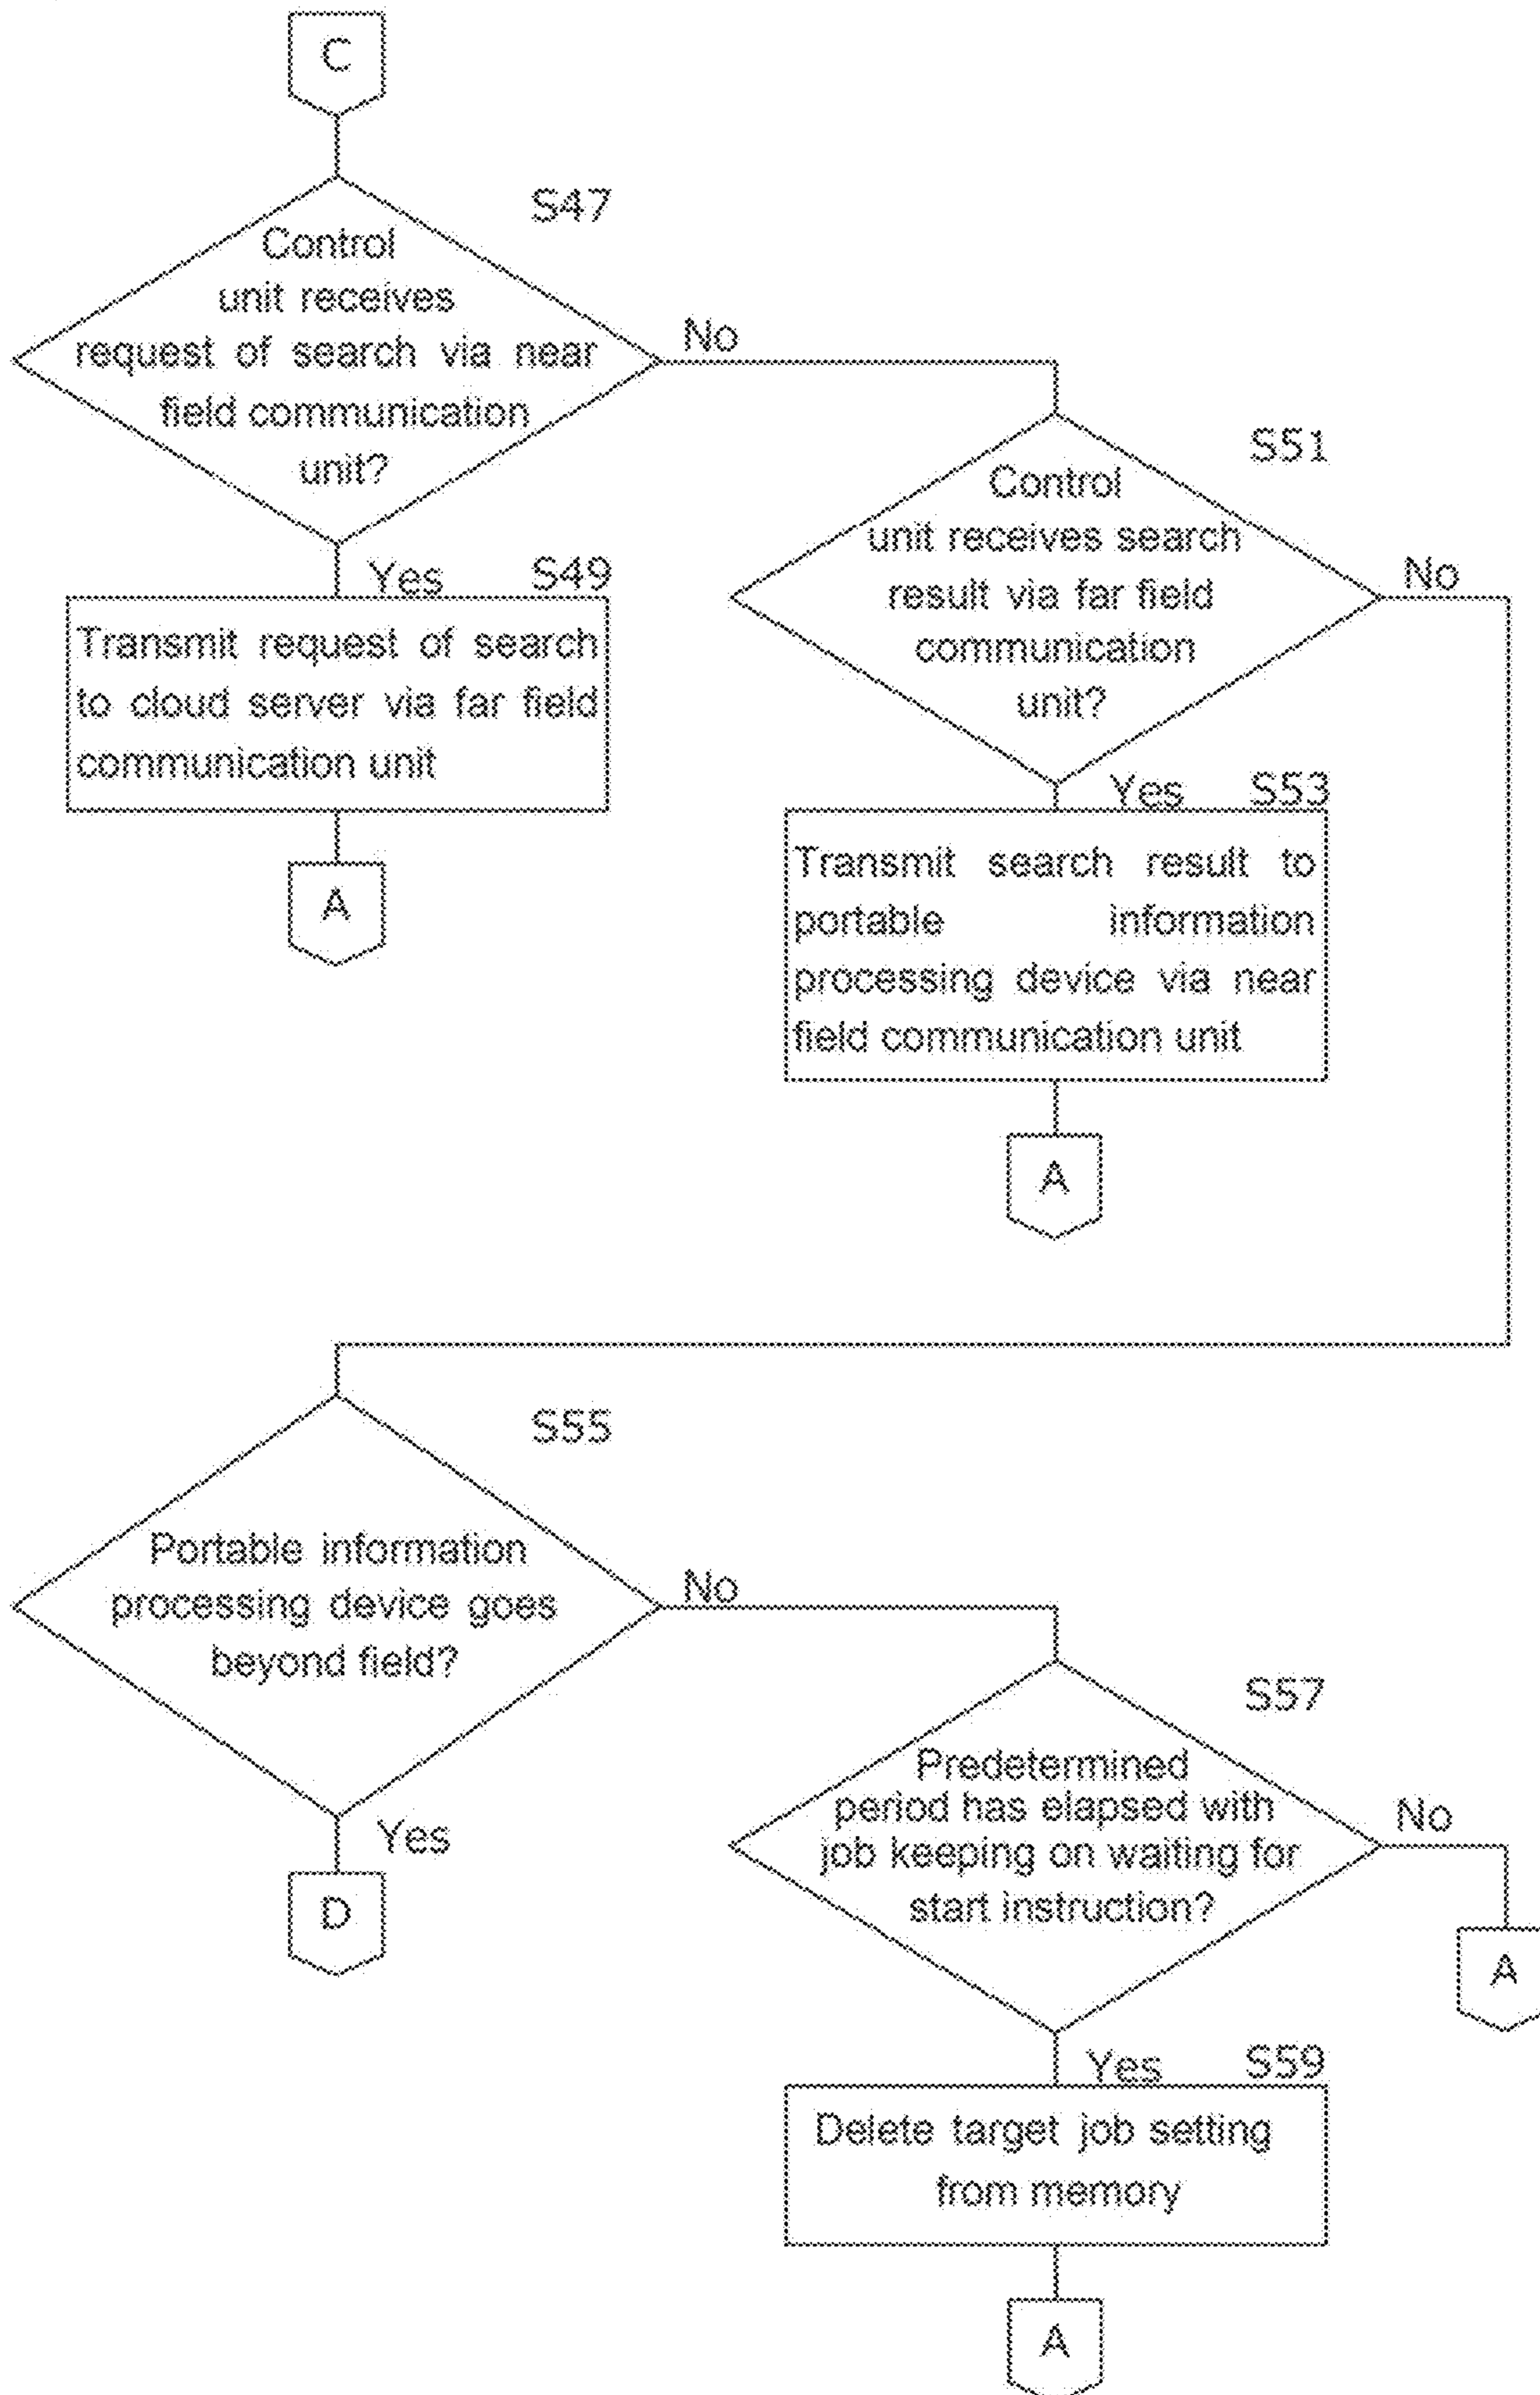 C
S47
Control
unit receives
request of search via near
field communication
unit?
No
Yes
S49
Transmit request of search
to cloud server via far field
communication unit
A
S51
Control
unit receives search
result via far field
communication
unit?
No
Yes
S53
Transmit search result to
portable information
processing device via near
field communication unit
A
S55
Portable information
processing device goes
beyond field?
No
Yes
D
S57
Predetermined
period has elapsed with
job keeping on waiting for
start instruction?
No
A
Yes
S59
Delete target job setting
from memory
A